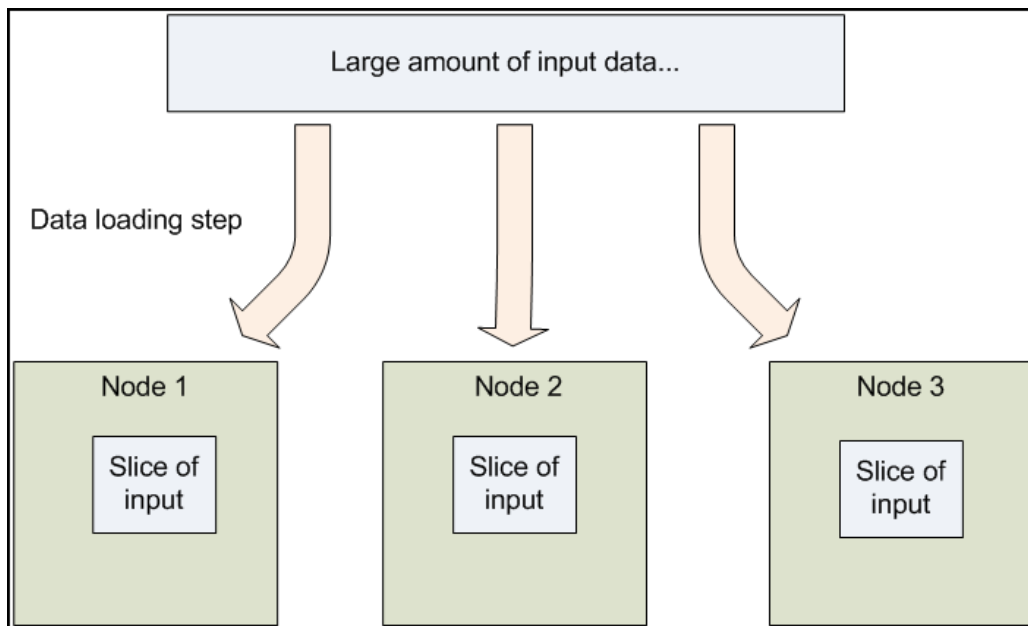 Large amount of input data...
Data loading step
Node 1
Node 2
Node 3
Slice of
input
Slice of
input
Slice of
input